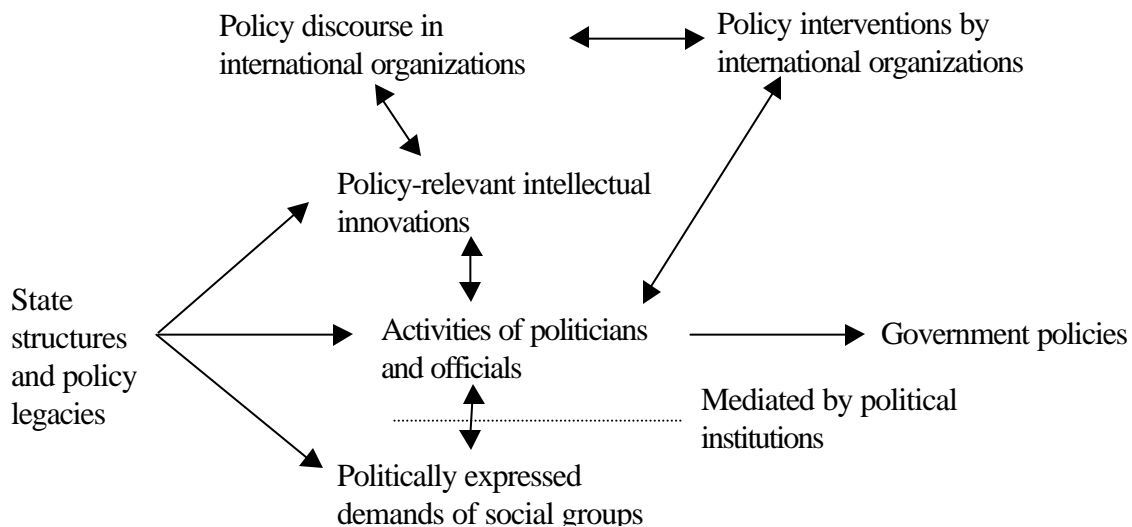 Policy discourse in
international organizations
Policy interventions by
international organizations
Policy-relevant intellectual
innovations
State
structures
and policy
legacies
Activities of politicians
and officials
Government policies
Mediated by political
institutions
Politically expressed
demands of social groups